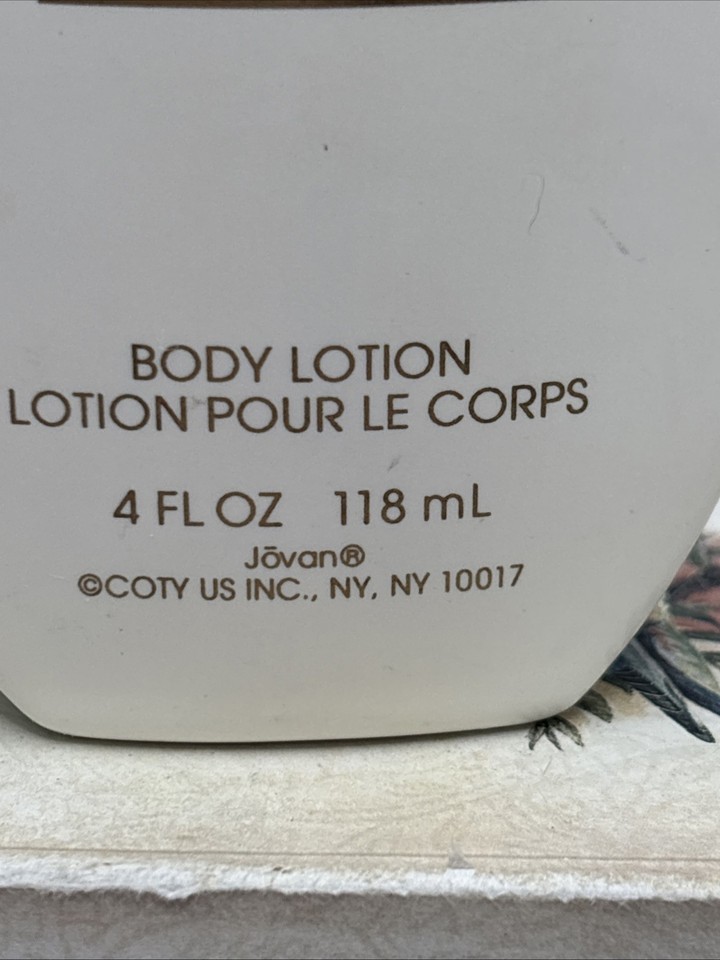 BODY LOTION
LOTION POUR LE CORPS
4 FL OZ 118 mL
Jōvan®
©COTY US INC., NY, NY 10017